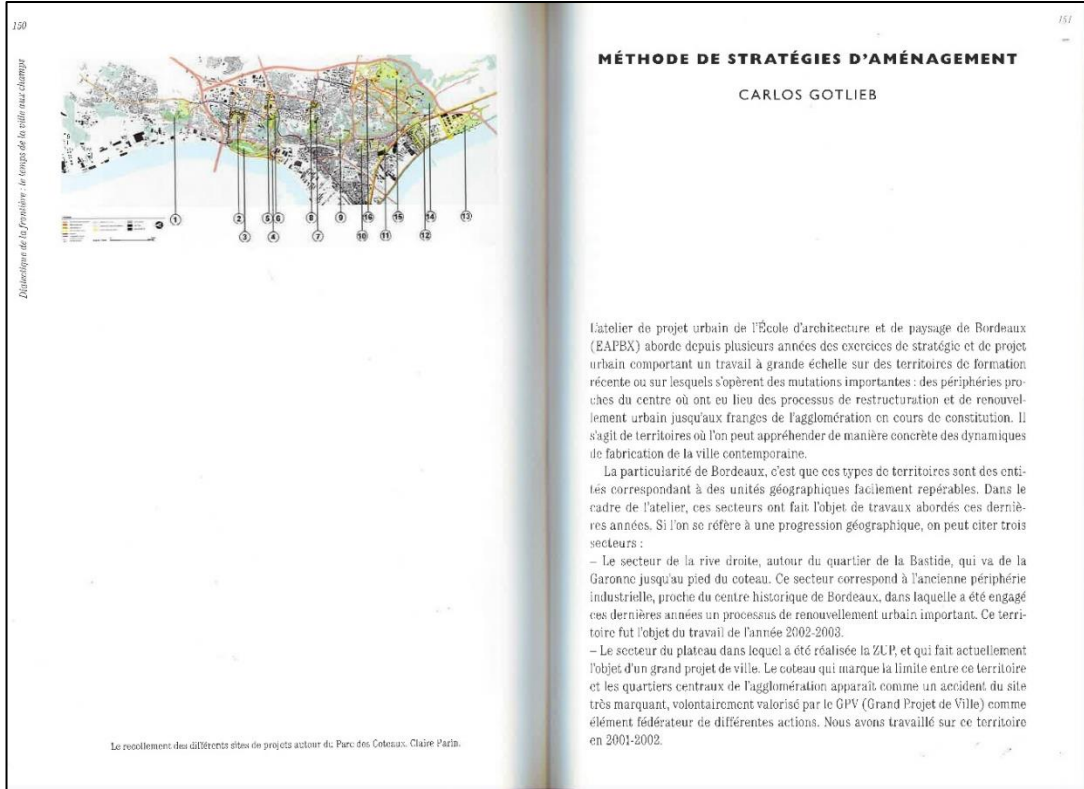 150
Dialectique de la frontière : le temps de la ville aux champs
1
2
3
5
6
4
8
7
9
16
10
11
15
14
12
13
Le recollement des différents sites de projets autour du Parc des Coteaux. Claire Parin.
151
MÉTHODE DE STRATÉGIES D'AMÉNAGEMENT
CARLOS GOTLIEB
L'atelier de projet urbain de l'École d'architecture et de paysage de Bordeaux
(EAPBX) aborde depuis plusieurs années des exercices de stratégie et de projet
urbain comportant un travail à grande échelle sur des territoires de formation
récente ou sur lesquels s'opèrent des mutations importantes : des périphéries pro-
ches du centre où ont eu lieu des processus de restructuration et de renouvel-
lement urbain jusqu'aux franges de l'agglomération en cours de constitution. Il
s'agit de territoires où l'on peut appréhender de manière concrète des dynamiques
de fabrication de la ville contemporaine.
La particularité de Bordeaux, c'est que ces types de territoires sont des enti-
tés correspondant à des unités géographiques facilement repérables. Dans le
cadre de l'atelier, ces secteurs ont fait l'objet de travaux abordés ces derniè-
res années. Si l'on se réfère à une progression géographique, on peut citer trois
secteurs :
– Le secteur de la rive droite, autour du quartier de la Bastide, qui va de la
Garonne jusqu'au pied du coteau. Ce secteur correspond à l'ancienne périphérie
industrielle, proche du centre historique de Bordeaux, dans laquelle a été engagé
ces dernières années un processus de renouvellement urbain important. Ce terri-
toire fut l'objet du travail de l'année 2002-2003.
– Le secteur du plateau dans lequel a été réalisée la ZUP, et qui fait actuellement
l'objet d'un grand projet de ville. Le coteau qui marque la limite entre ce territoire
et les quartiers centraux de l'agglomération apparaît comme un accident du site
très marquant, volontairement valorisé par le GPV (Grand Projet de Ville) comme
élément fédérateur de différentes actions. Nous avons travaillé sur ce territoire
en 2001-2002.